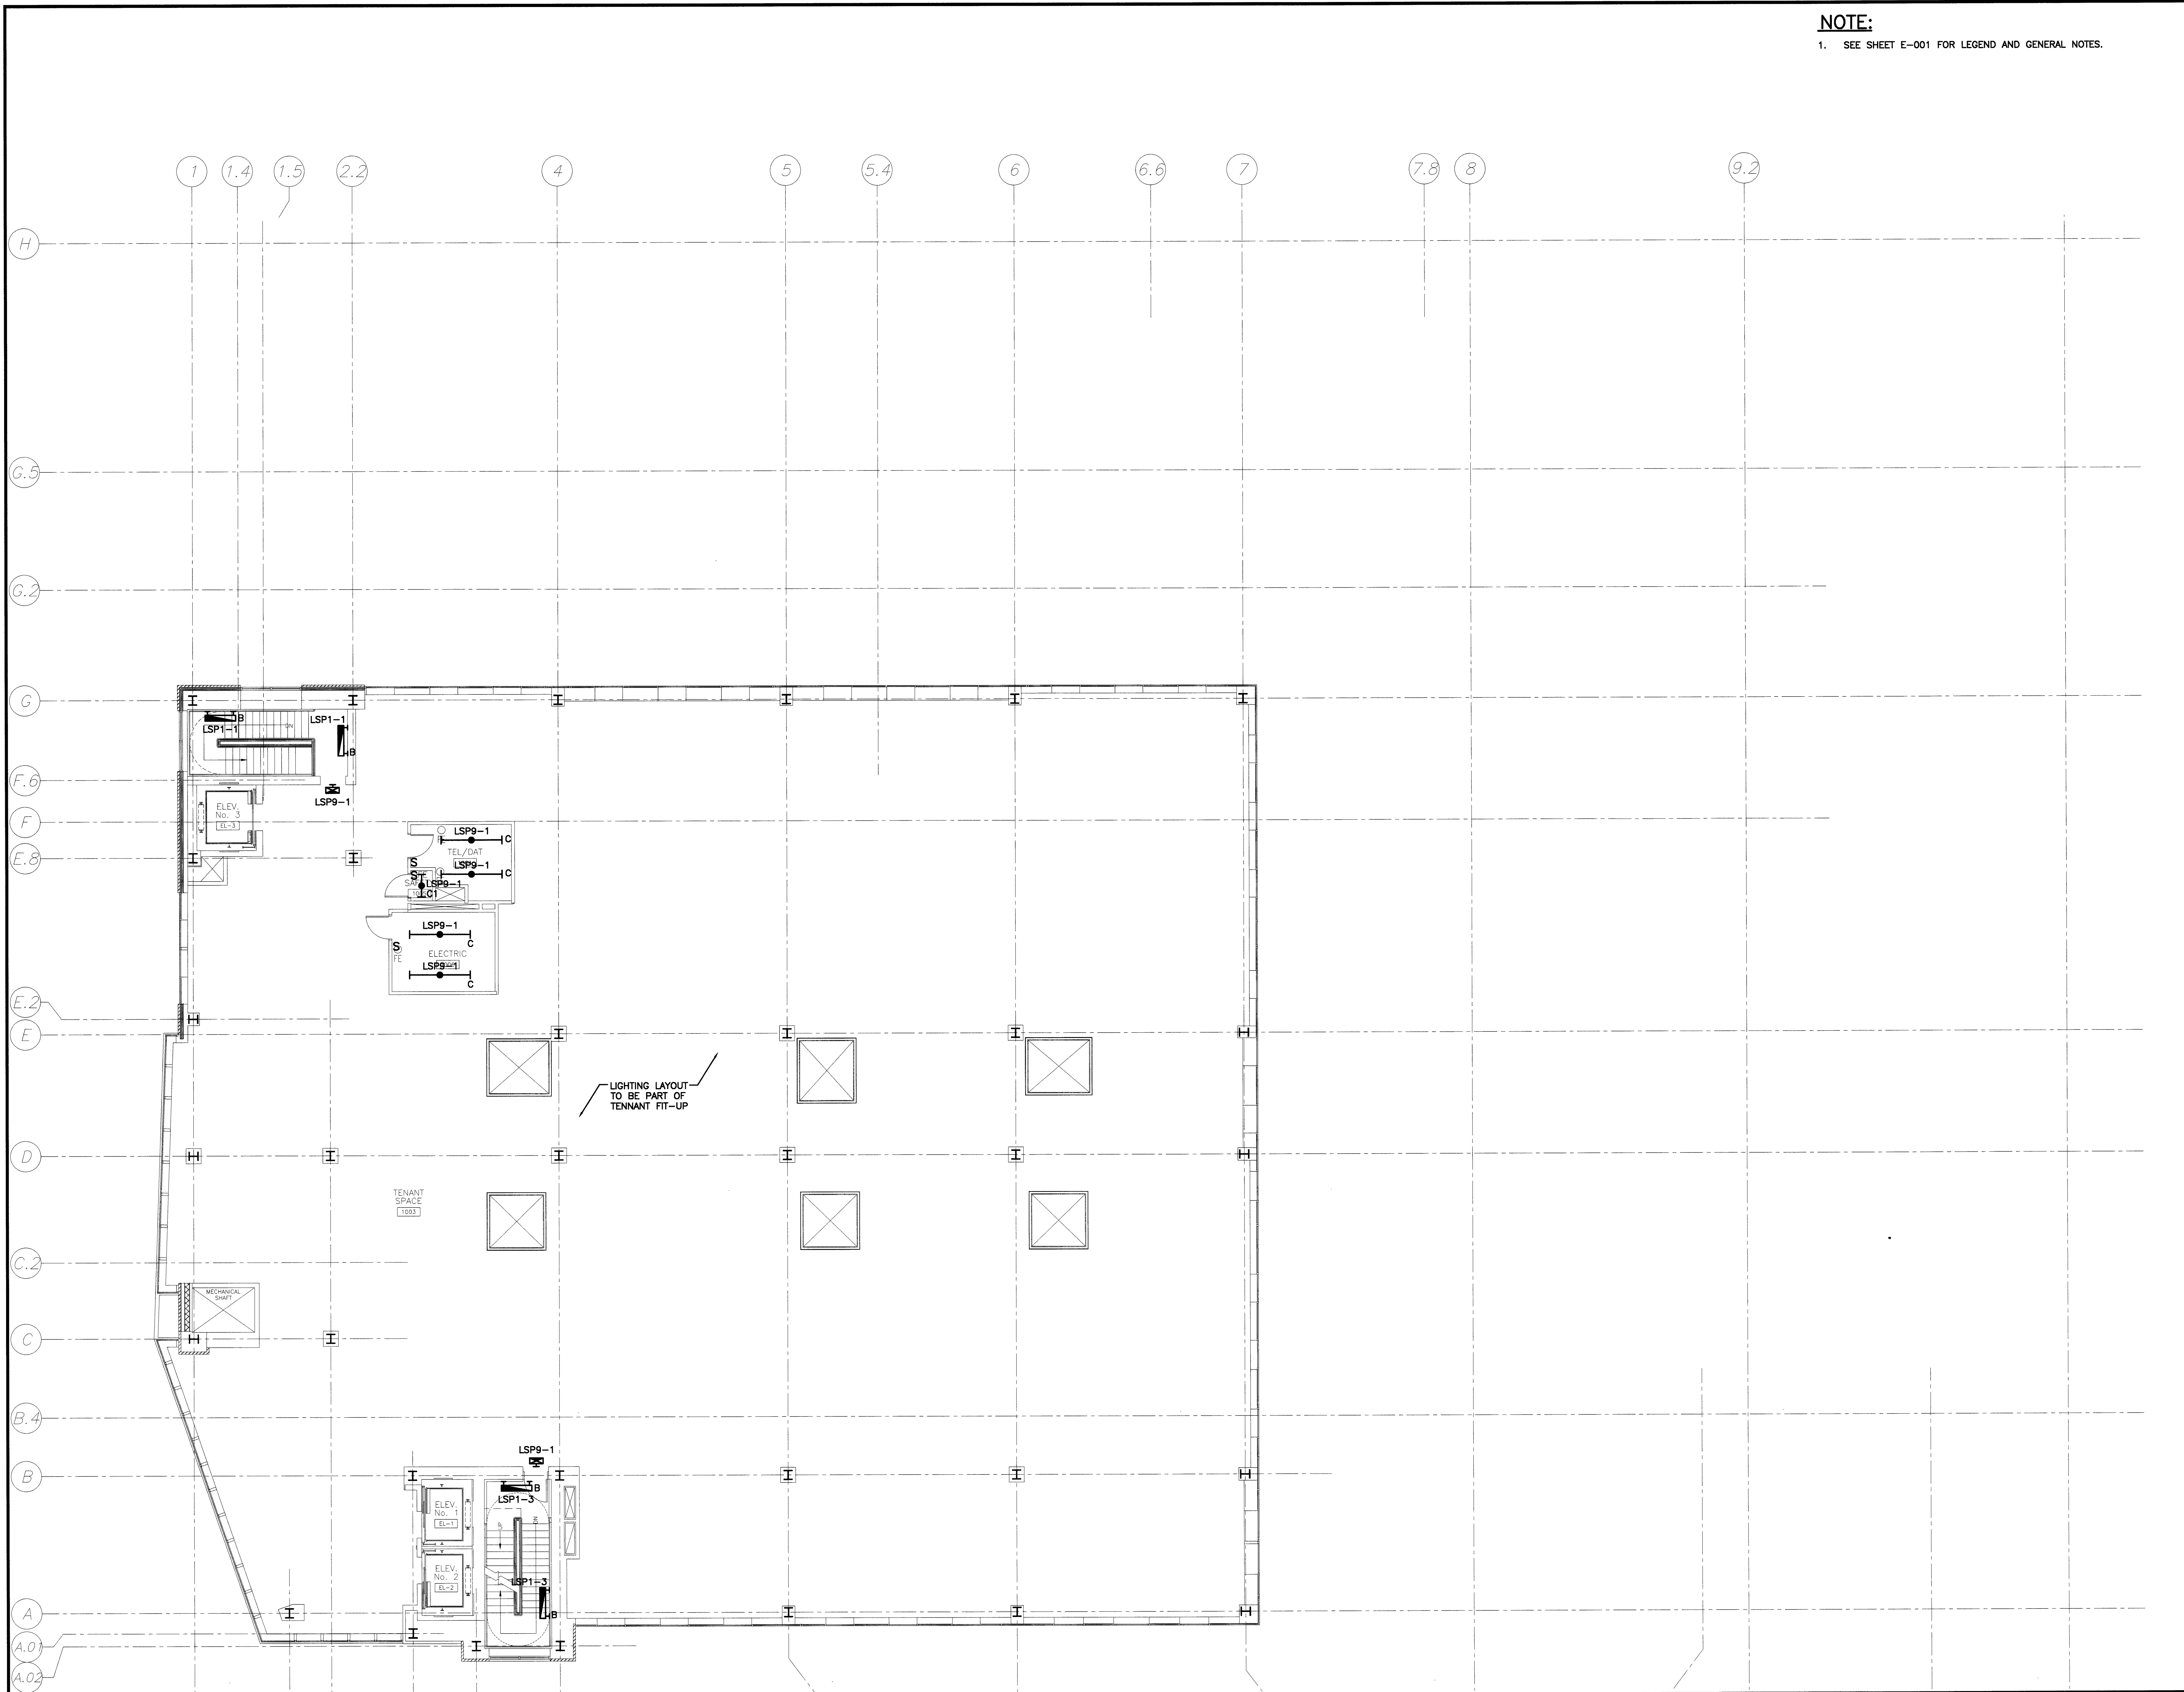 NOTE:
1. SEE SHEET E-001 FOR LEGEND AND GENERAL NOTES.
1
1.4
1.5
2.2
4
5
5.4
6
6.6
7
7.8
8
9.2
H
G.5
G.2
G
F.6
F
E.8
E.2
E
D
C.2
C
B.4
B
A
A.01
A.02
B
LSP1-1
DN
LSP1-1
B
LSP9-1
ELEV.
No. 3
EL-3
LSP9-1
C
TEL/DAT
S
LSP9-1
C
S
LSP9-1
C1
LSP9-1
C
S
FE
ELECTRIC
LSP9-1
C
LIGHTING LAYOUT
TO BE PART OF
TENNANT FIT-UP
TENANT
SPACE
1003
MECHANICAL
SHAFT
LSP9-1
B
LSP1-3
ELEV.
No. 1
EL-1
UP
DN
ELEV.
No. 2
EL-2
LSP1-3
B